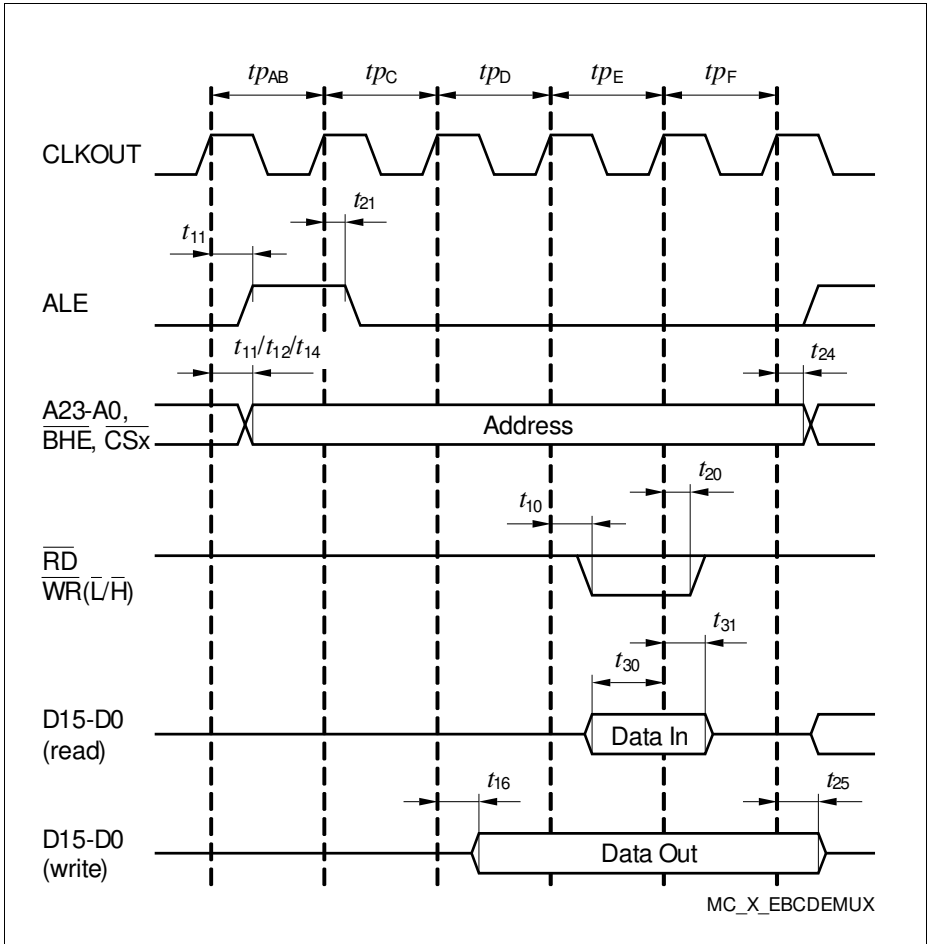 tpAB tpC tpD tpE tpF
CLKOUT
t21
t11
ALE
t11/t12/t14 t24
A23-A0,
BHE, CSx
Address
t20
t10
RD
WR(L/H)
t31
t30
D15-D0
(read)
Data In
t16 t25
D15-D0
(write)
Data Out
MC_X_EBCDEMUX